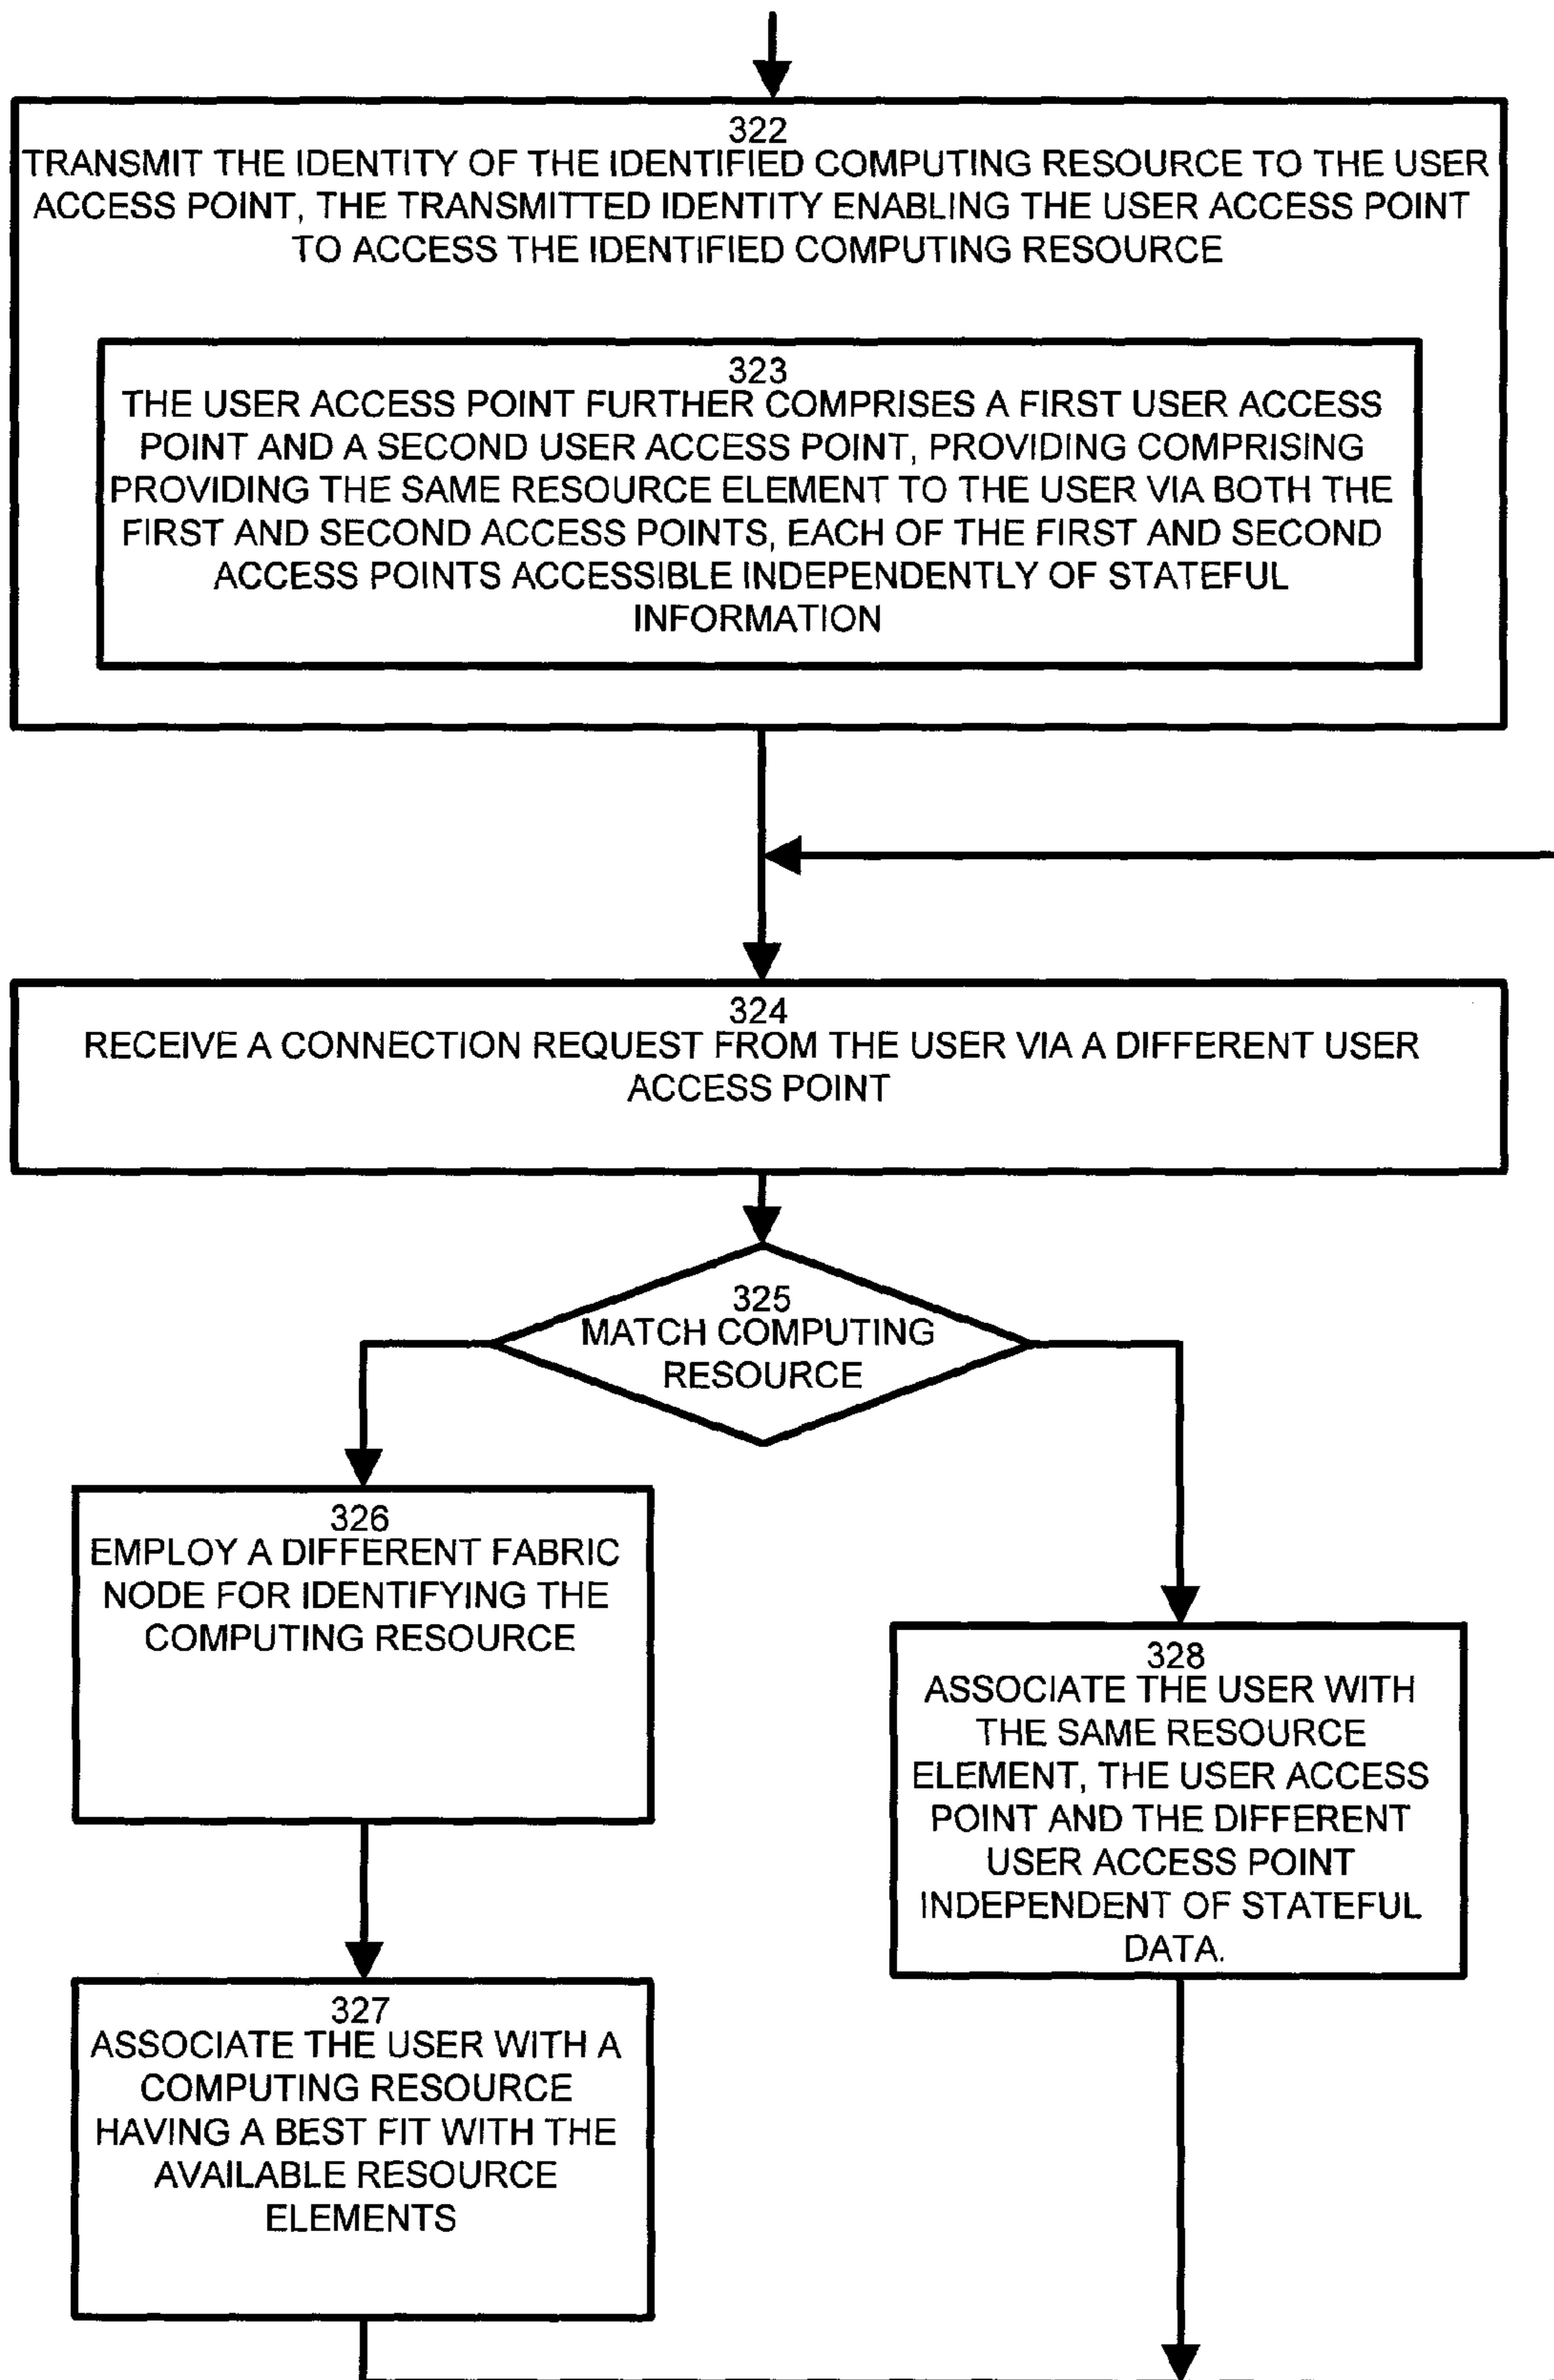 322
TRANSMIT THE IDENTITY OF THE IDENTIFIED COMPUTING RESOURCE TO THE USER
ACCESS POINT, THE TRANSMITTED IDENTITY ENABLING THE USER ACCESS POINT
TO ACCESS THE IDENTIFIED COMPUTING RESOURCE
323
THE USER ACCESS POINT FURTHER COMPRISES A FIRST USER ACCESS
POINT AND A SECOND USER ACCESS POINT, PROVIDING COMPRISING
PROVIDING THE SAME RESOURCE ELEMENT TO THE USER VIA BOTH THE
FIRST AND SECOND ACCESS POINTS, EACH OF THE FIRST AND SECOND
ACCESS POINTS ACCESSIBLE INDEPENDENTLY OF STATEFUL
INFORMATION
324
RECEIVE A CONNECTION REQUEST FROM THE USER VIA A DIFFERENT USER
ACCESS POINT
325
MATCH COMPUTING
RESOURCE
326
EMPLOY A DIFFERENT FABRIC
NODE FOR IDENTIFYING THE
COMPUTING RESOURCE
327
ASSOCIATE THE USER WITH A
COMPUTING RESOURCE
HAVING A BEST FIT WITH THE
AVAILABLE RESOURCE
ELEMENTS
328
ASSOCIATE THE USER WITH
THE SAME RESOURCE
ELEMENT, THE USER ACCESS
POINT AND THE DIFFERENT
USER ACCESS POINT
INDEPENDENT OF STATEFUL
DATA.